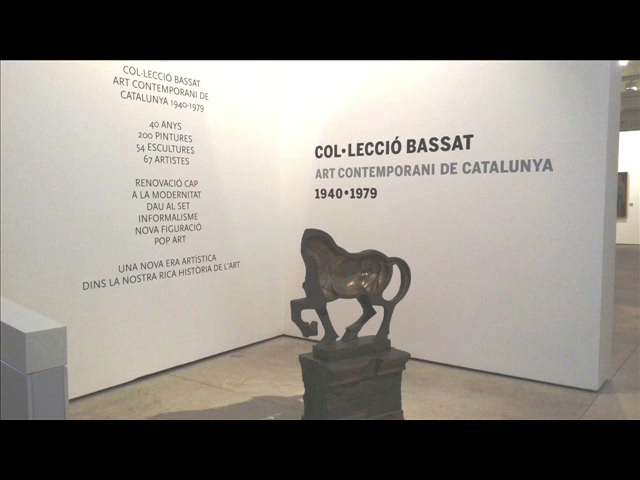 COL·LECCIÓ BASSAT
ART CONTEMPORANI DE
CATALUNYA 1940-1979
40 ANYS
200 PINTURES
54 ESCULTURES
67 ARTISTES
RENOVACIÓ CAP
A LA MODERNITAT
DAU AL SET
INFORMALISME
NOVA FIGURACIÓ
POP ART
UNA NOVA ERA ARTÍSTICA
DINS LA NOSTRA RICA HISTÒRIA DE L'ART
COL·LECCIÓ BASSAT
ART CONTEMPORANI DE CATALUNYA
1940·1979